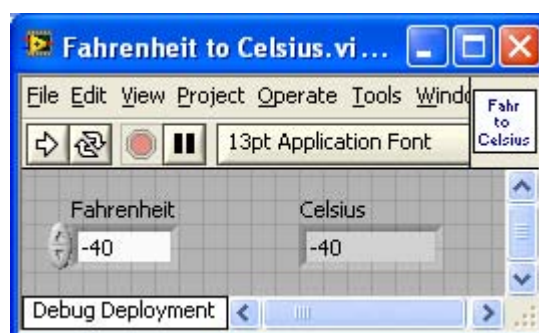 Fahrenheit to Celsius.vi ...
File Edit View Project Operate Tools
Fahr
to
Celsius
13pt Application Font
Fahrenheit Celsius
-40 -40
Debug Deployment